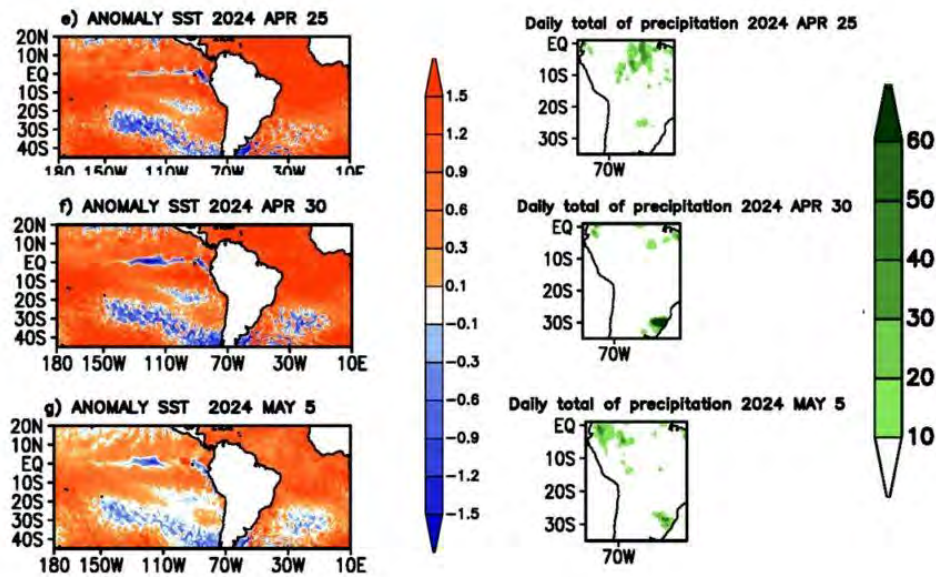 e) ANOMALY SST 2024 APR 25
20N
10N
EQ
10S
20S
30S
40S
180 150W 110W 70W 30W 10E
Daily total of precipitation 2024 APR 25
EQ
10S
20S
30S
70W
f) ANOMALY SST 2024 APR 30
20N
10N
EQ
10S
20S
30S
40S
180 150W 110W 70W 30W 10E
Daily total of precipitation 2024 APR 30
EQ
10S
20S
30S
70W
g) ANOMALY SST 2024 MAY 5
20N
10N
EQ
10S
20S
30S
40S
180 150W 110W 70W 30W 10E
Daily total of precipitation 2024 MAY 5
EQ
10S
20S
30S
70W
1.5
1.2
0.9
0.6
0.3
0.1
-0.1
-0.3
-0.6
-0.9
-1.2
-1.5
60
50
40
30
20
10